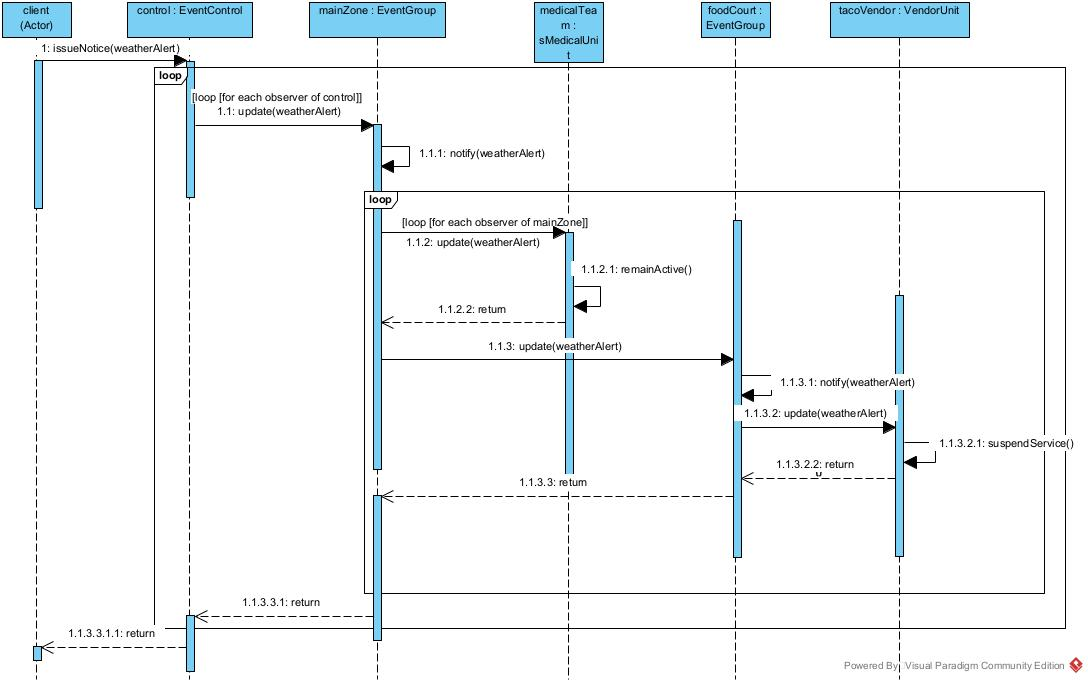 client
(Actor)
control : EventControl
mainZone : EventGroup
medicalTea
m :
sMedicalUni
t
foodCourt :
EventGroup
tacoVendor : VendorUnit
1: issueNotice(weatherAlert)
loop
[loop [for each observer of control]]
1.1: update(weatherAlert)
1.1.1: notify(weatherAlert)
loop
[loop [for each observer of mainZone]]
1.1.2: update(weatherAlert)
1.1.2.1: remainActive()
1.1.2.2: return
1.1.3: update(weatherAlert)
1.1.3.1: notify(weatherAlert)
1.1.3.2: update(weatherAlert)
1.1.3.2.1: suspendService()
1.1.3.2.2: return
1.1.3.3: return
1.1.3.3.1: return
1.1.3.3.1.1: return
Powered By Visual Paradigm Community Edition